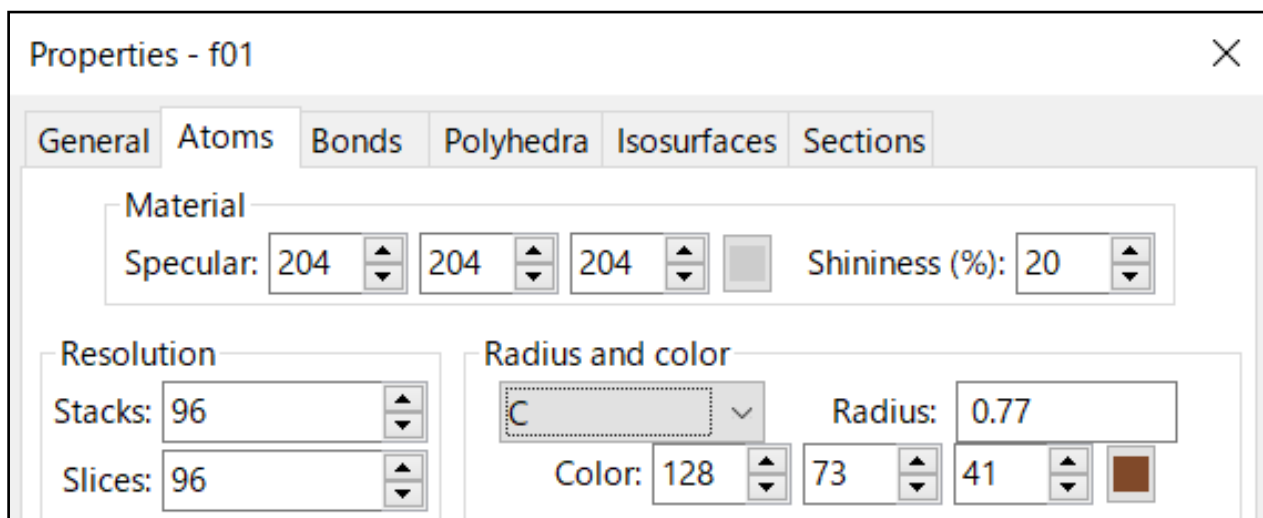 Properties - f01
General Atoms Bonds Polyhedra Isosurfaces Sections
Material
Specular: 204 204 204 Shininess (%): 20
Resolution
Stacks: 96
Slices: 96
Radius and color
C Radius: 0.77
Color: 128 73 41